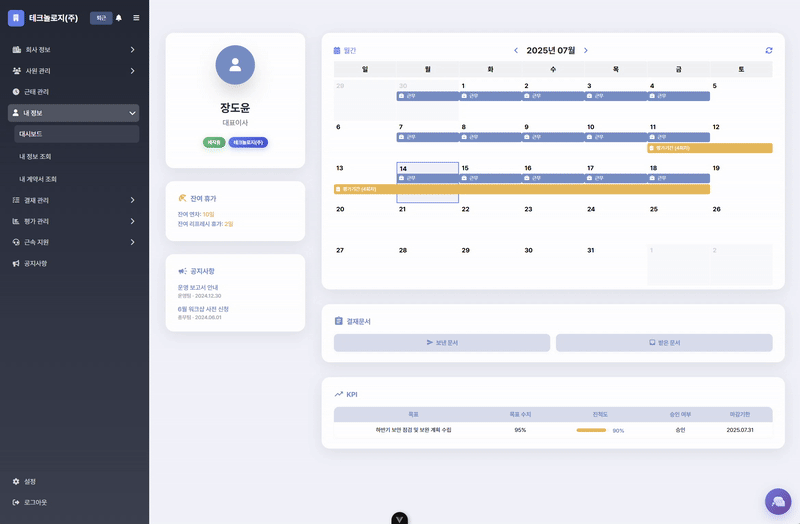 테크놀로지(주)
퇴근
회사 정보
사원 관리
근태 관리
내 정보
대시보드
내 정보 조회
내 계약서 조회
결재 관리
평가 관리
근속 지원
공지사항
설정
로그아웃
장도윤
대표이사
재직중
테크놀로지(주)
잔여 휴가
잔여 연차: 10일
잔여 리프레시 휴가: 2일
공지사항
운영 보고서 안내
운영팀 · 2024.12.30
6월 워크샵 사전 신청
총무팀 · 2024.06.01
월간
2025년 07월
일 월 화 수 목 금 토
29 30 1 2 3 4 5
근무 근무 근무 근무 근무
6 7 8 9 10 11 12
근무 근무 근무 근무 근무
평가기간 (4회차)
13 14 15 16 17 18 19
근무 근무 근무 근무 근무
평가기간 (4회차)
20 21 22 23 24 25 26
27 28 29 30 31 1 2
결재문서
보낸 문서
받은 문서
KPI
목표 목표 수치 진척도 승인 여부 마감기한
하반기 보안 점검 및 보완 계획 수립 95% 90% 승인 2025.07.31